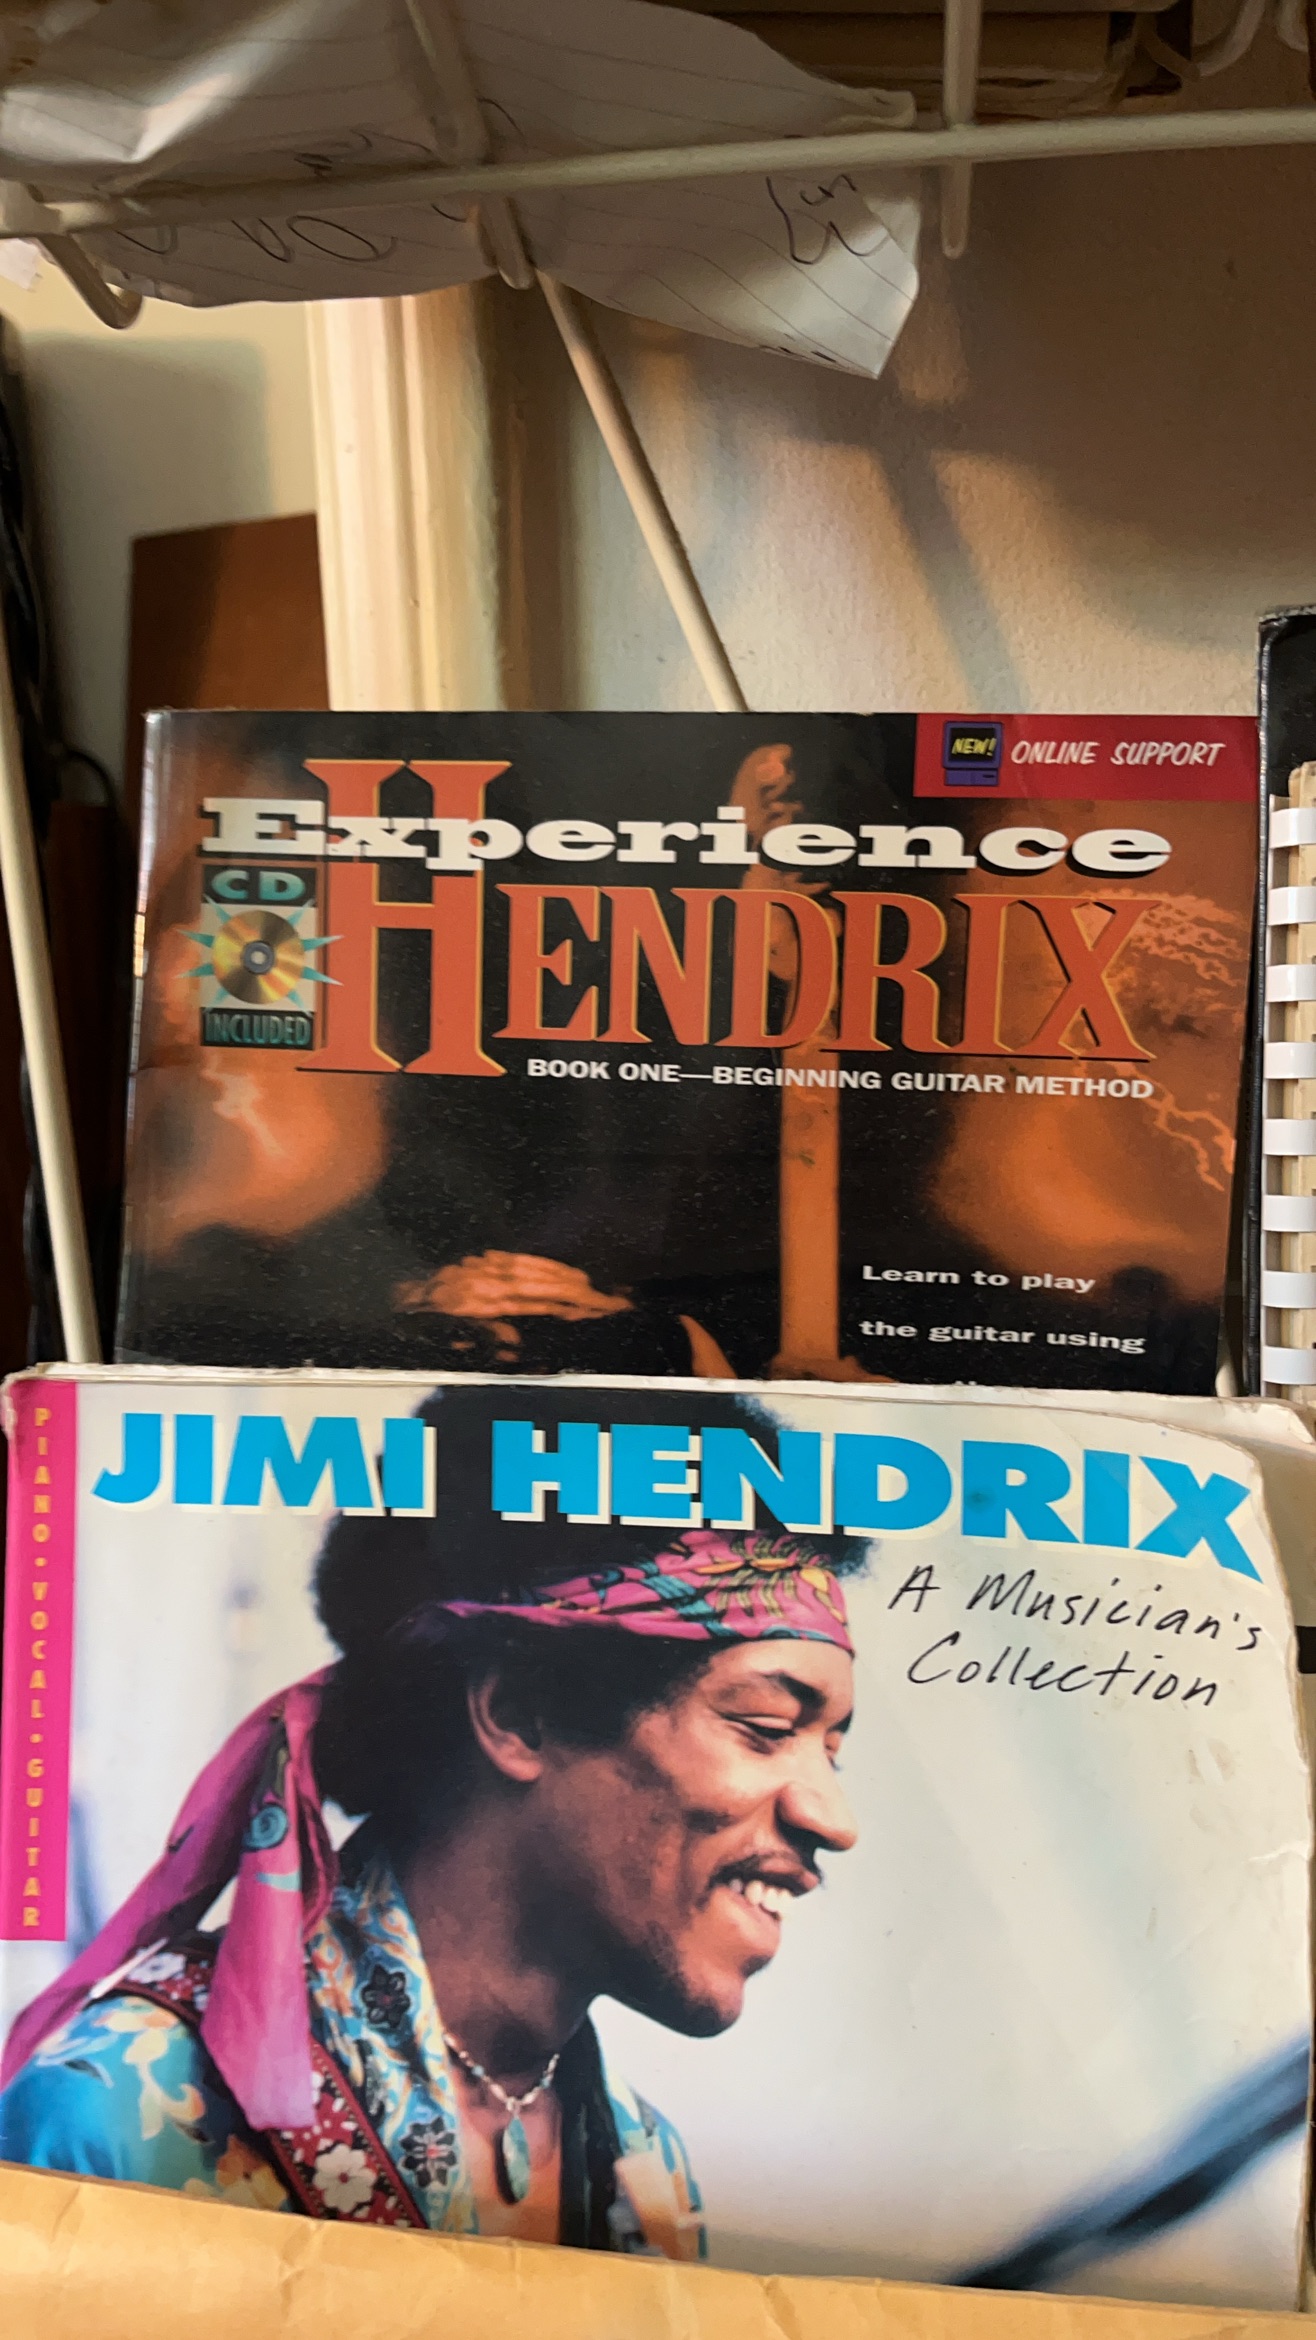 NEW! ONLINE SUPPORT
Experience
HENDRIX
CD
INCLUDED
BOOK ONE—BEGINNING GUITAR METHOD
Learn to play
the guitar using
PIANO • VOCAL • GUITAR
JIMI HENDRIX
A Musician's
Collection